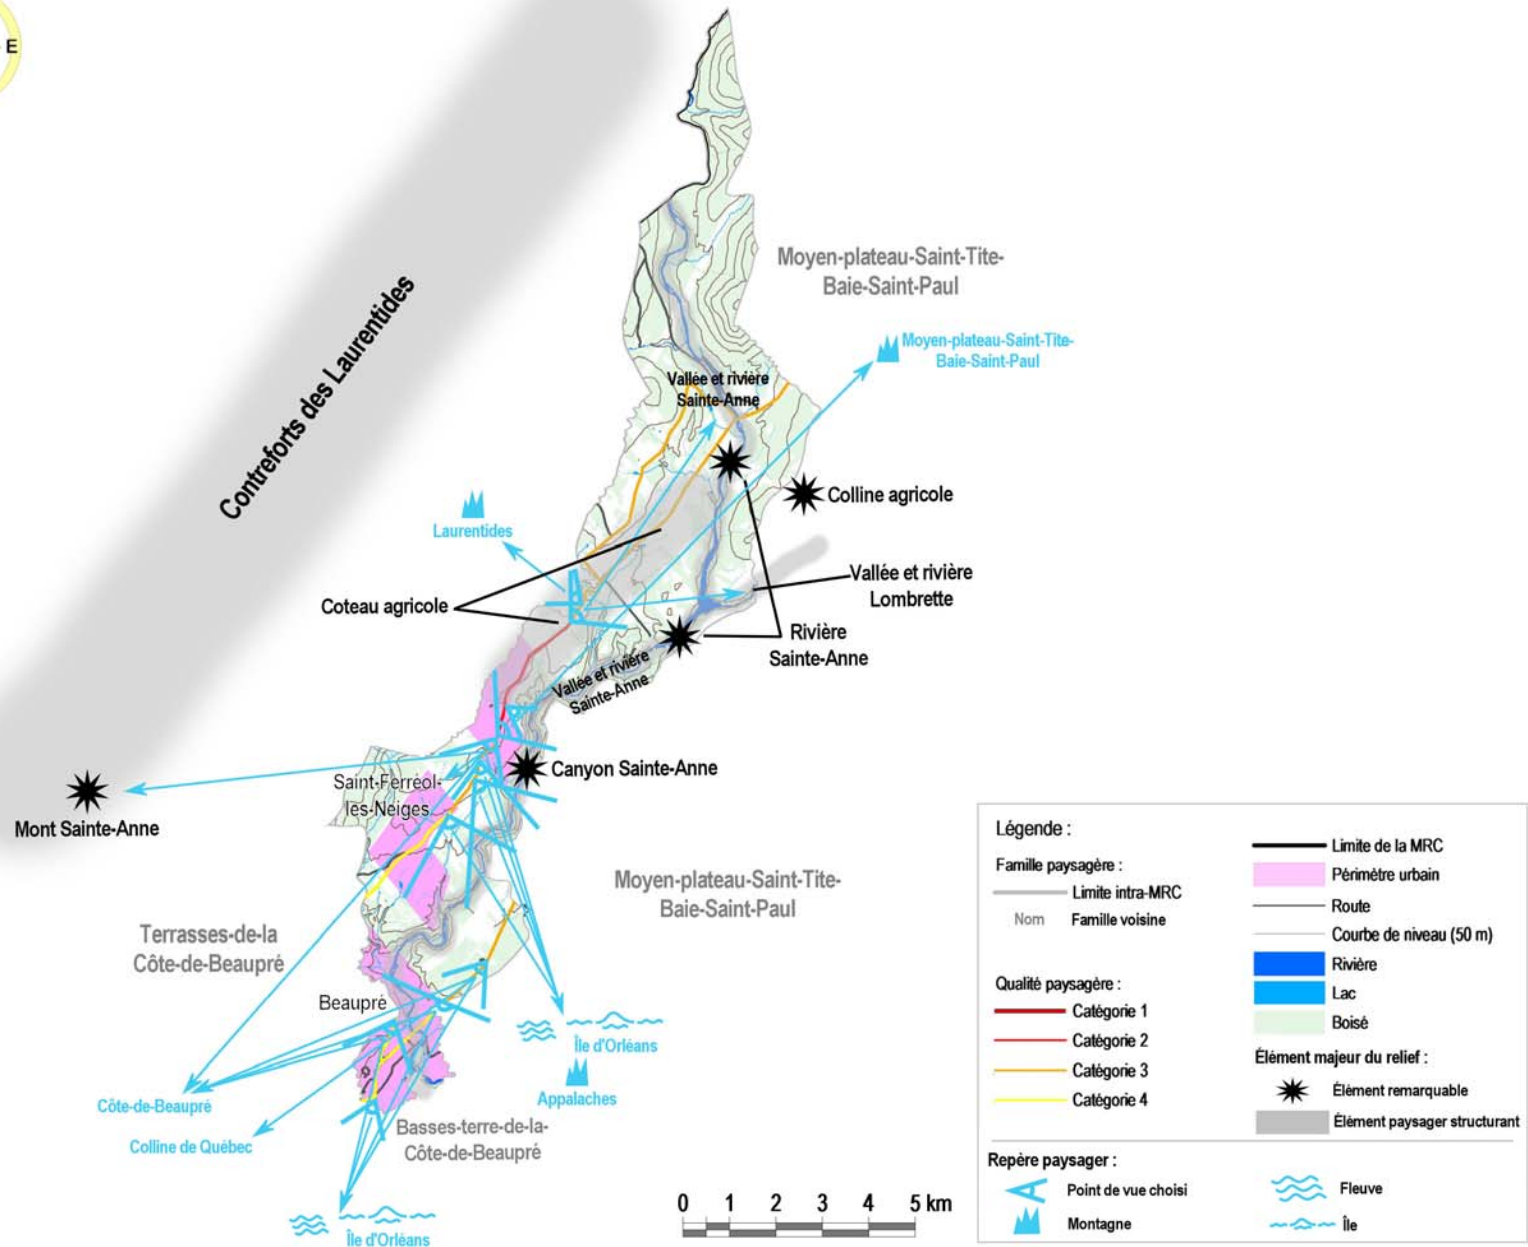 E
Contreforts des Laurentides
Moyen-plateau-Saint-Tite-
Baie-Saint-Paul
Moyen-plateau-Saint-Tite-
Baie-Saint-Paul
Vallée et rivière
Sainte-Anne
Colline agricole
Laurentides
Vallée et rivière
Lombrette
Coteau agricole
Rivière
Sainte-Anne
Vallée et rivière
Sainte-Anne
Canyon Sainte-Anne
Saint-Ferréol-
les-Neiges
Mont Sainte-Anne
Moyen-plateau-Saint-Tite-
Baie-Saint-Paul
Terrasses-de-la
Côte-de-Beaupré
Beaupré
Île d'Orléans
Appalaches
Côte-de-Beaupré
Colline de Québec
Basses-terre-de-la-
Côte-de-Beaupré
Île d'Orléans
0 1 2 3 4 5 km
Légende :
Famille paysagère :
Limite intra-MRC
Nom Famille voisine
Qualité paysagère :
Catégorie 1
Catégorie 2
Catégorie 3
Catégorie 4
Limite de la MRC
Périmètre urbain
Route
Courbe de niveau (50 m)
Rivière
Lac
Boisé
Élément majeur du relief :
Élément remarquable
Élément paysager structurant
Repère paysager :
Point de vue choisi
Montagne
Fleuve
Île